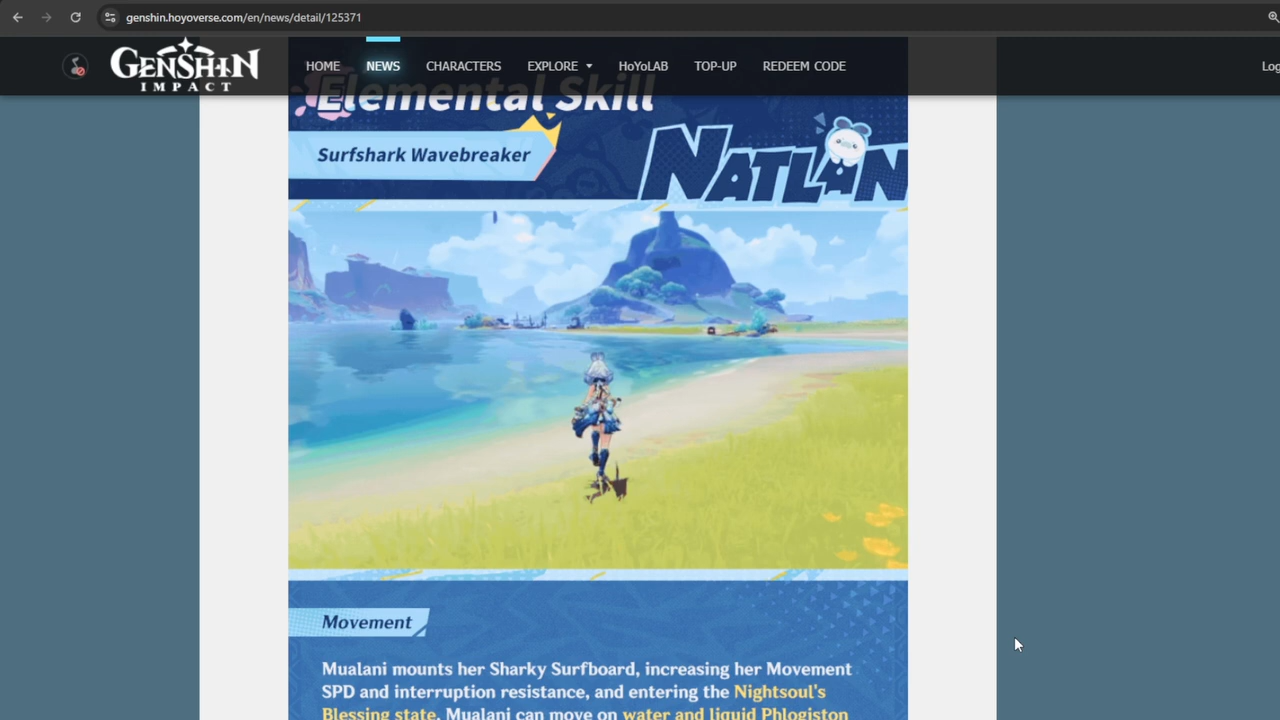 genshin.hoyoverse.com/en/news/detail/125371
GENSHIN
IMPACT
HOME
NEWS
CHARACTERS
EXPLORE
HoYoLAB
TOP-UP
REDEEM CODE
Log
Elemental Skill
Surfshark Wavebreaker
NATLAN
Movement
Mualani mounts her Sharky Surfboard, increasing her Movement
SPD and interruption resistance, and entering the Nightsoul's
Blessing state. Mualani can move on water and liquid Phlogiston